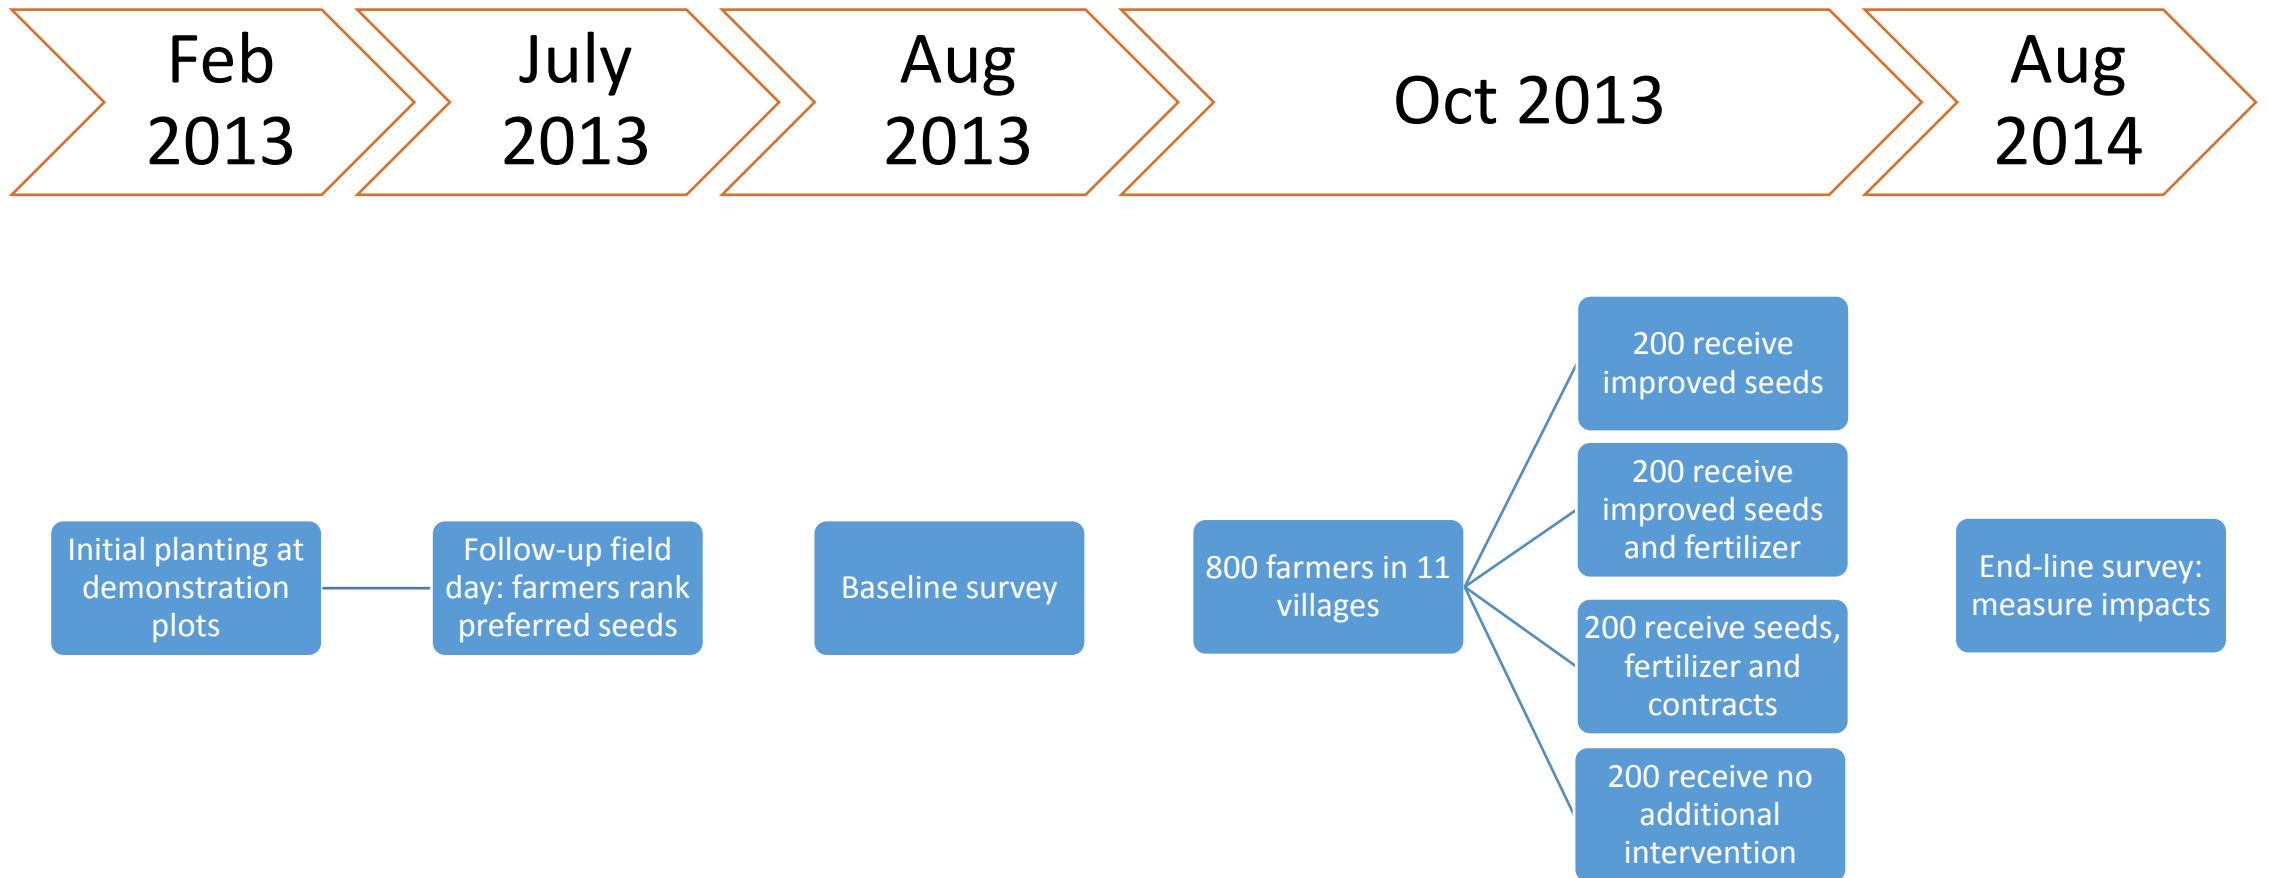 Feb
2013
July
2013
Aug
2013
Oct 2013
Aug
2014
Initial planting at
demonstration
plots
Follow-up field
day: farmers rank
preferred seeds
Baseline survey
800 farmers in 11
villages
200 receive
improved seeds
200 receive
improved seeds
and fertilizer
200 receive seeds,
fertilizer and
contracts
200 receive no
additional
intervention
End-line survey:
measure impacts